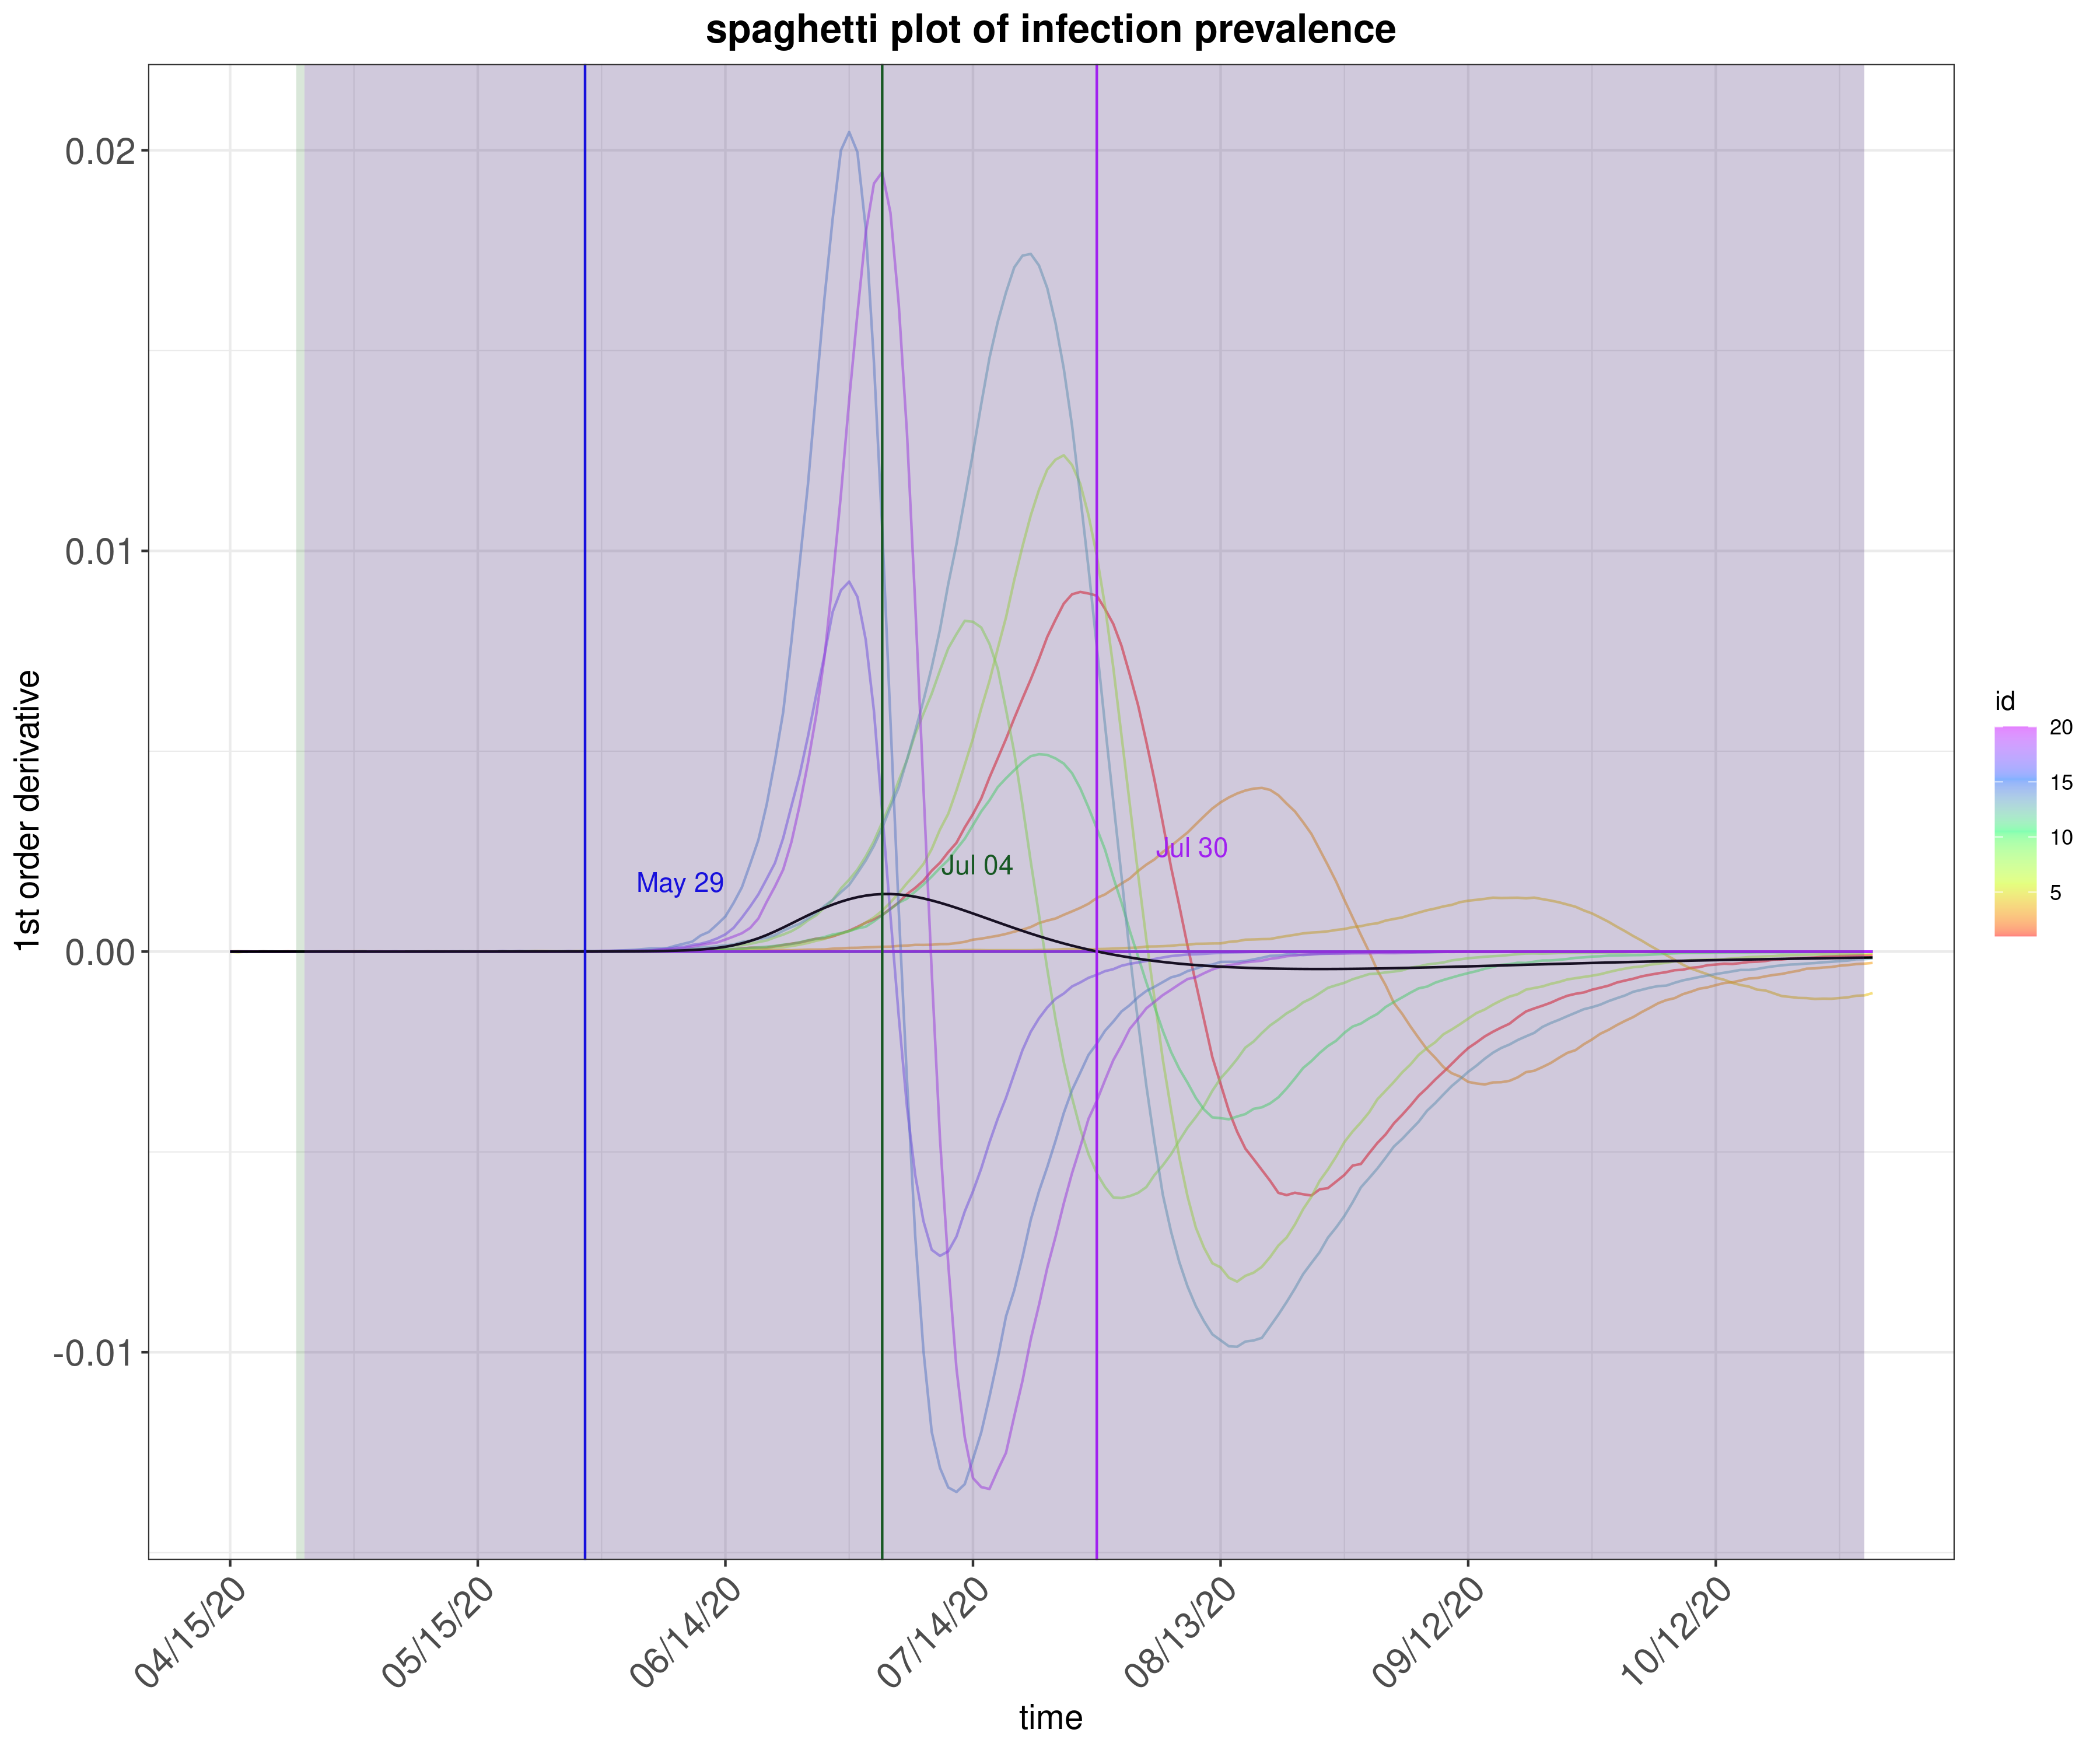 spaghetti plot of infection prevalence
1st order derivative
0.02
0.01
0.00
-0.01
May 29
Jul 04
Jul 30
04/15/20
05/15/20
06/14/20
07/14/20
08/13/20
09/12/20
10/12/20
time
id
20
15
10
5